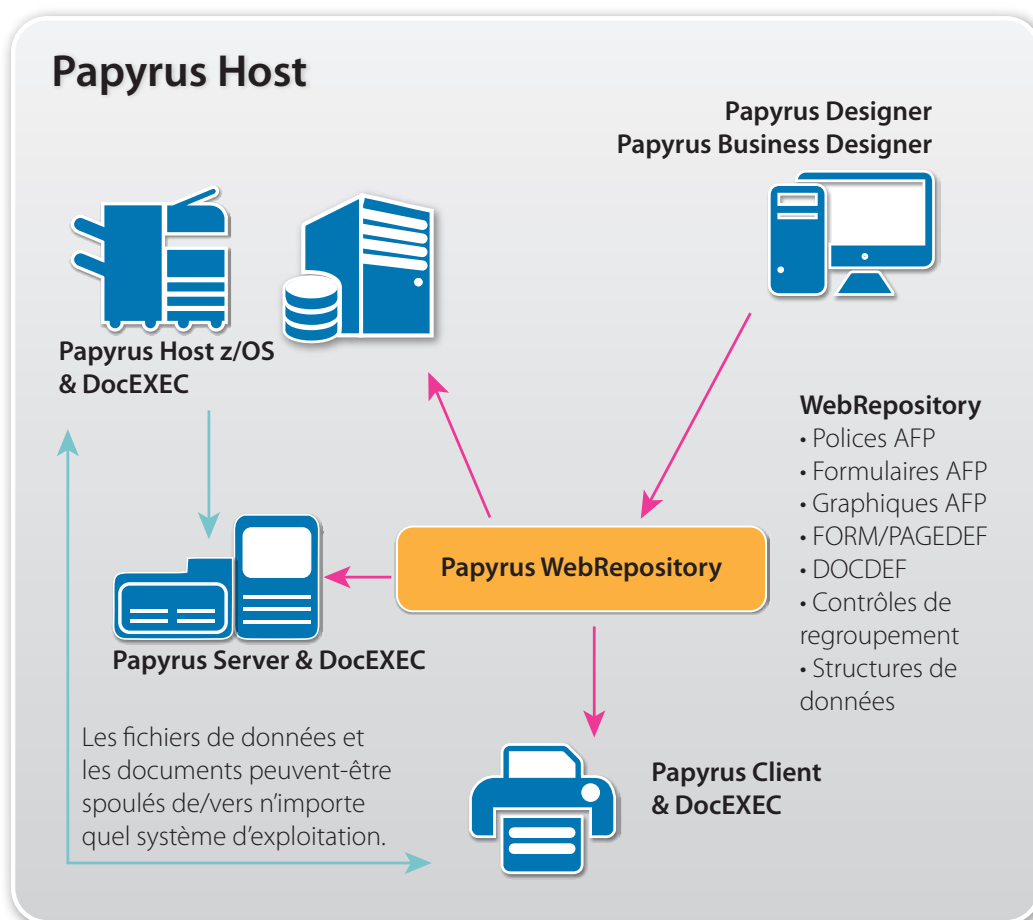 Papyrus Host
Papyrus Designer
Papyrus Business Designer
Papyrus Host z/OS
& DocEXEC
WebRepository
• Polices AFP
• Formulaires AFP
• Graphiques AFP
• FORM/PAGEDEF
• DOCDEF
• Contrôles de
regroupement
• Structures de
données
Papyrus WebRepository
Papyrus Server & DocEXEC
Les fichiers de données et
les documents peuvent-être
spoulés de/vers n’importe
quel système d’exploitation.
Papyrus Client
& DocEXEC